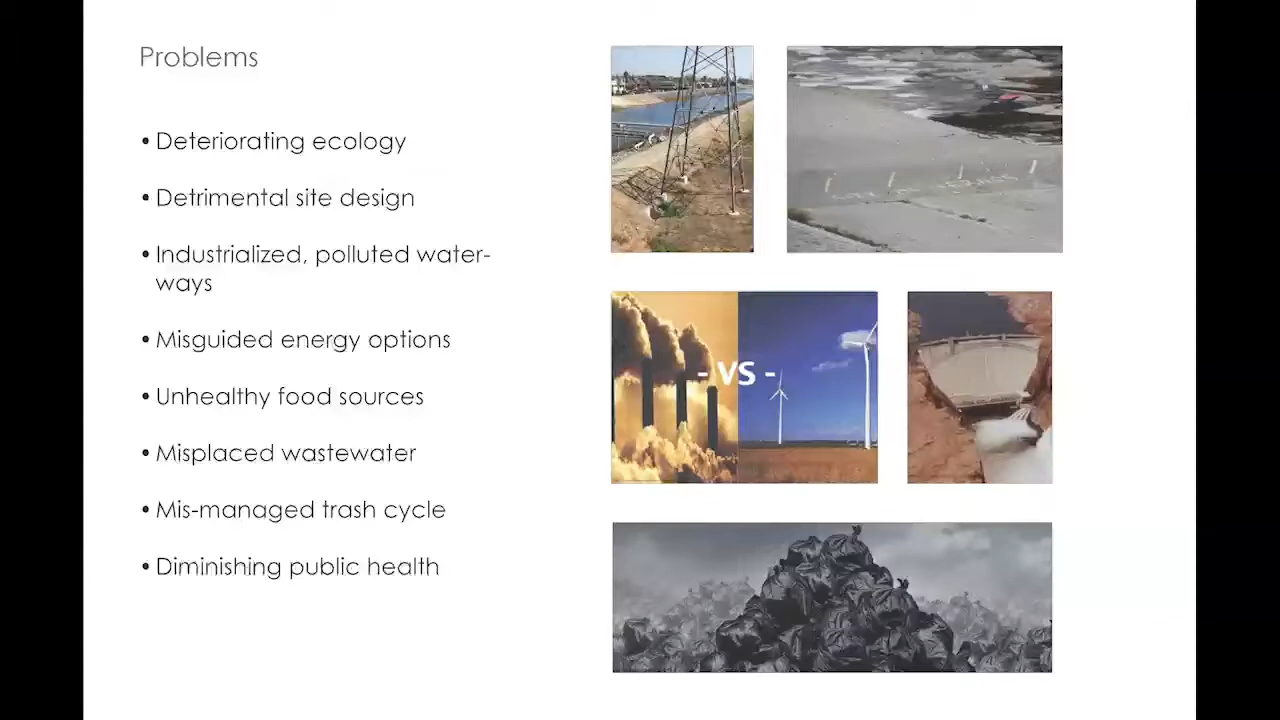 Problems
• Deteriorating ecology
• Detrimental site design
• Industrialized, polluted water-
ways
• Misguided energy options
• Unhealthy food sources
• Misplaced wastewater
• Mis-managed trash cycle
• Diminishing public health
- VS -